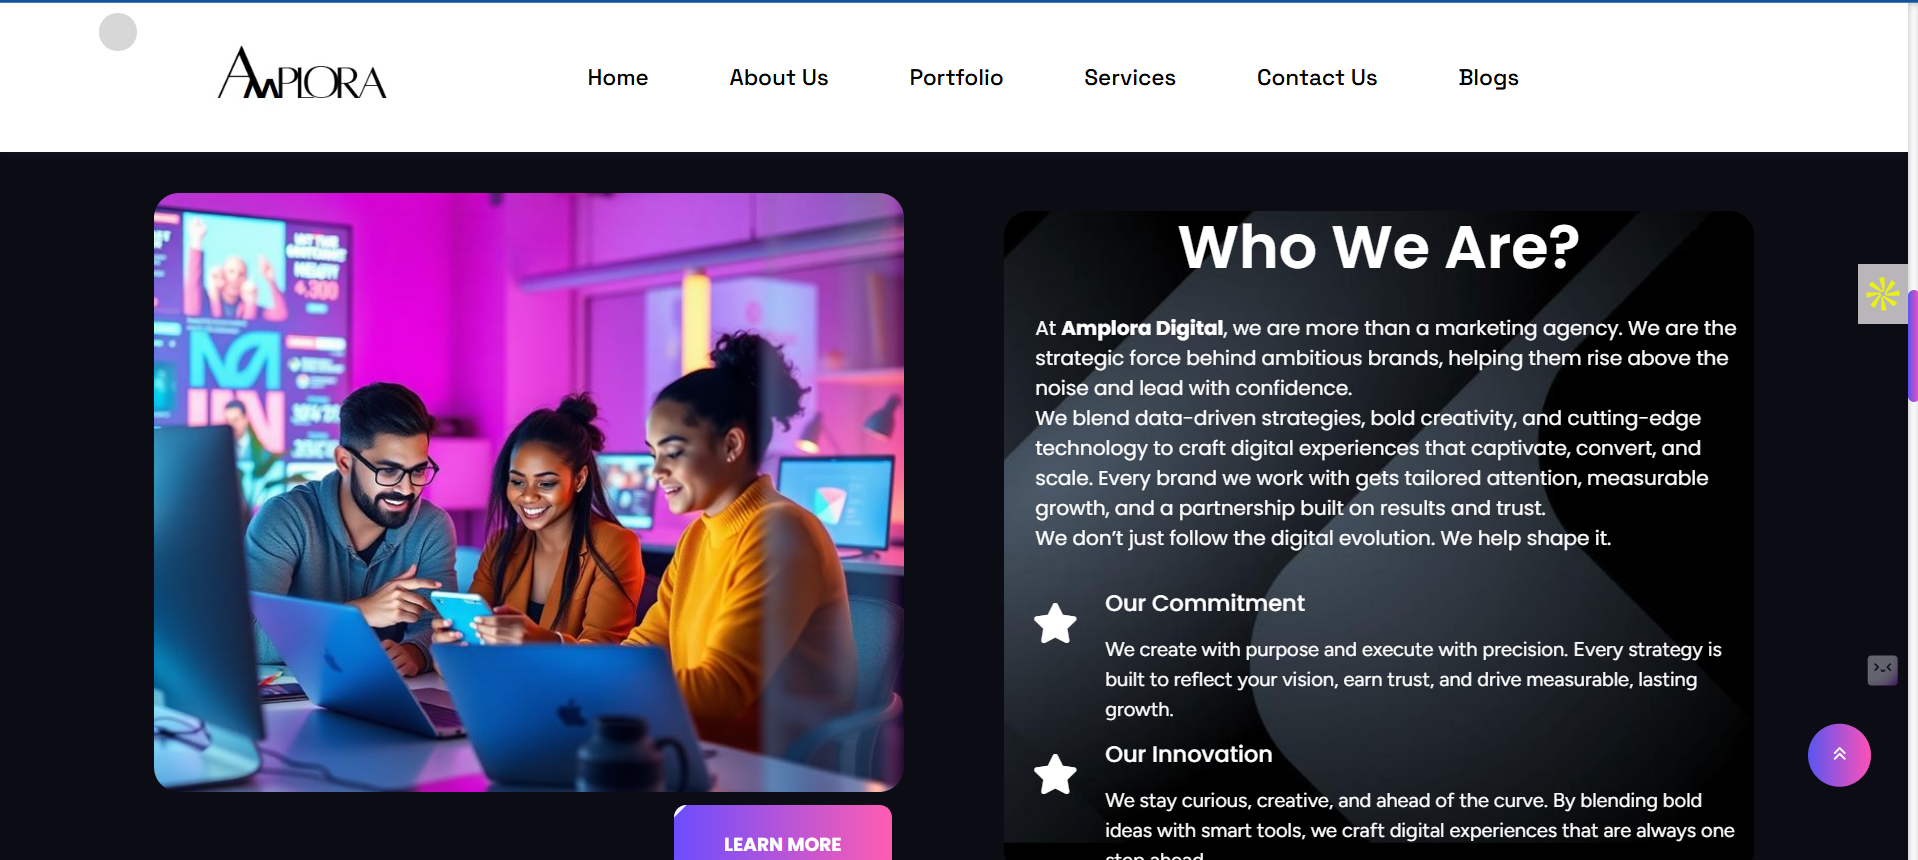 AMPLORA
Home
About Us
Portfolio
Services
Contact Us
Blogs
4,300
Who We Are?
At Amplora Digital, we are more than a marketing agency. We are the
strategic force behind ambitious brands, helping them rise above the
noise and lead with confidence.
We blend data-driven strategies, bold creativity, and cutting-edge
technology to craft digital experiences that captivate, convert, and
scale. Every brand we work with gets tailored attention, measurable
growth, and a partnership built on results and trust.
We don’t just follow the digital evolution. We help shape it.
Our Commitment
We create with purpose and execute with precision. Every strategy is
built to reflect your vision, earn trust, and drive measurable, lasting
growth.
Our Innovation
We stay curious, creative, and ahead of the curve. By blending bold
ideas with smart tools, we craft digital experiences that are always one
step ahead.
LEARN MORE